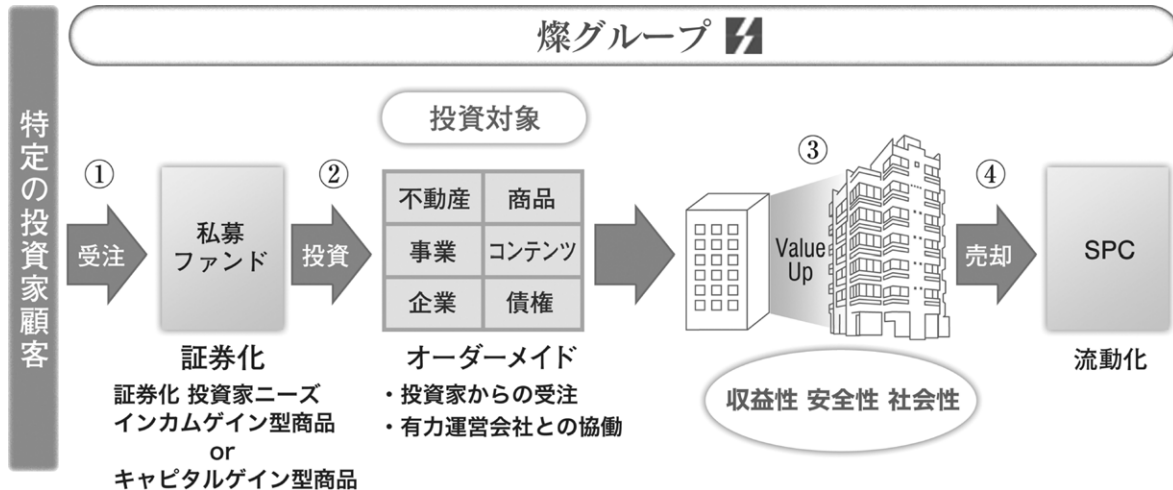 燦グループ
特定の投資家顧客
①
受注
私募
ファンド
証券化
証券化 投資家ニーズ
インカムゲイン型商品
or
キャピタルゲイン型商品
②
投資
投資対象
不動産 商品
事業 コンテンツ
企業 債権
オーダーメイド
・投資家からの受注
・有力運営会社との協働
③
Value
Up
収益性 安全性 社会性
④
売却
SPC
流動化